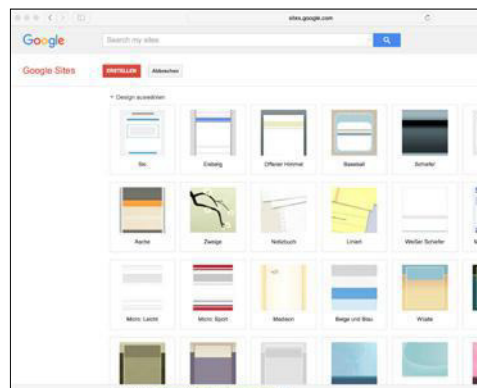 sites.google.com
Google
Search my sites
Google Sites
ERSTELLEN
Abbrechen
Design auswählen
Eisberg
Offener Himmel
Baseball
Schiefer
Asche
Zweige
Notizbuch
Liniert
Weißer Schiefer
Micro: Leicht
Micro: Sport
Madison
Beige und Blau
Wüste